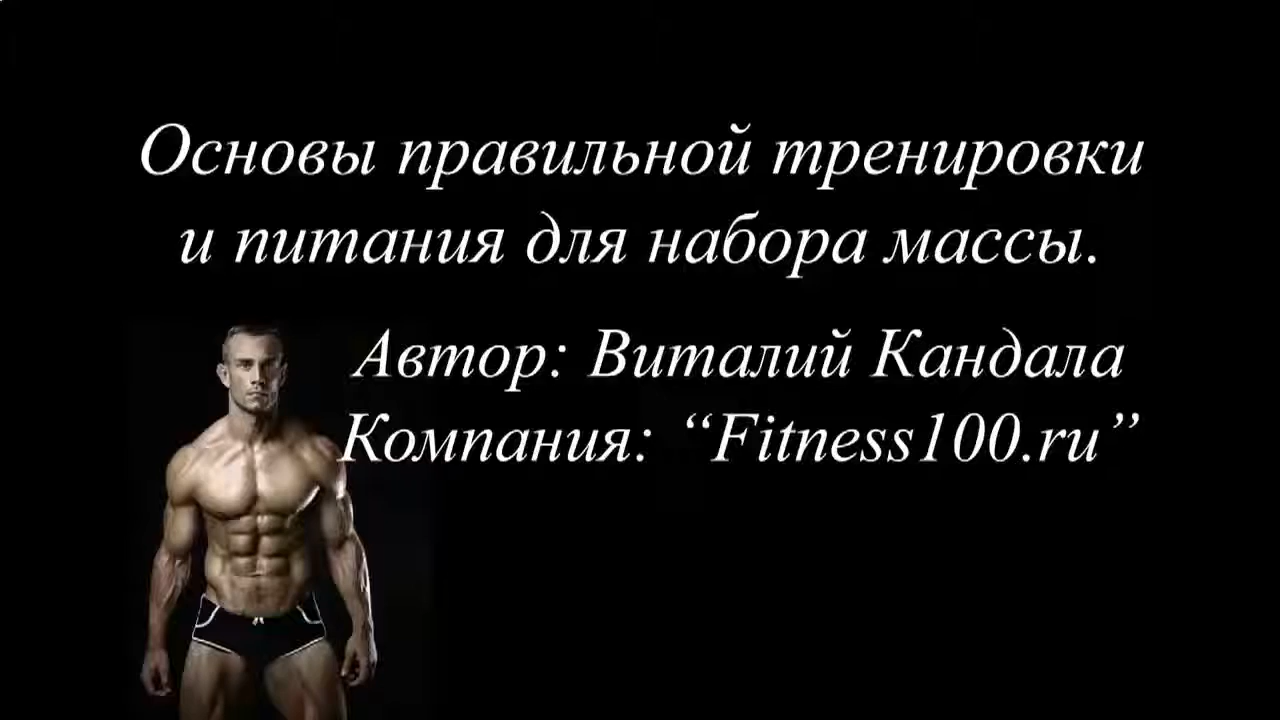 Основы правильной тренировки
и питания для набора массы.
Автор: Виталий Кандала
Компания: “Fitness100.ru”